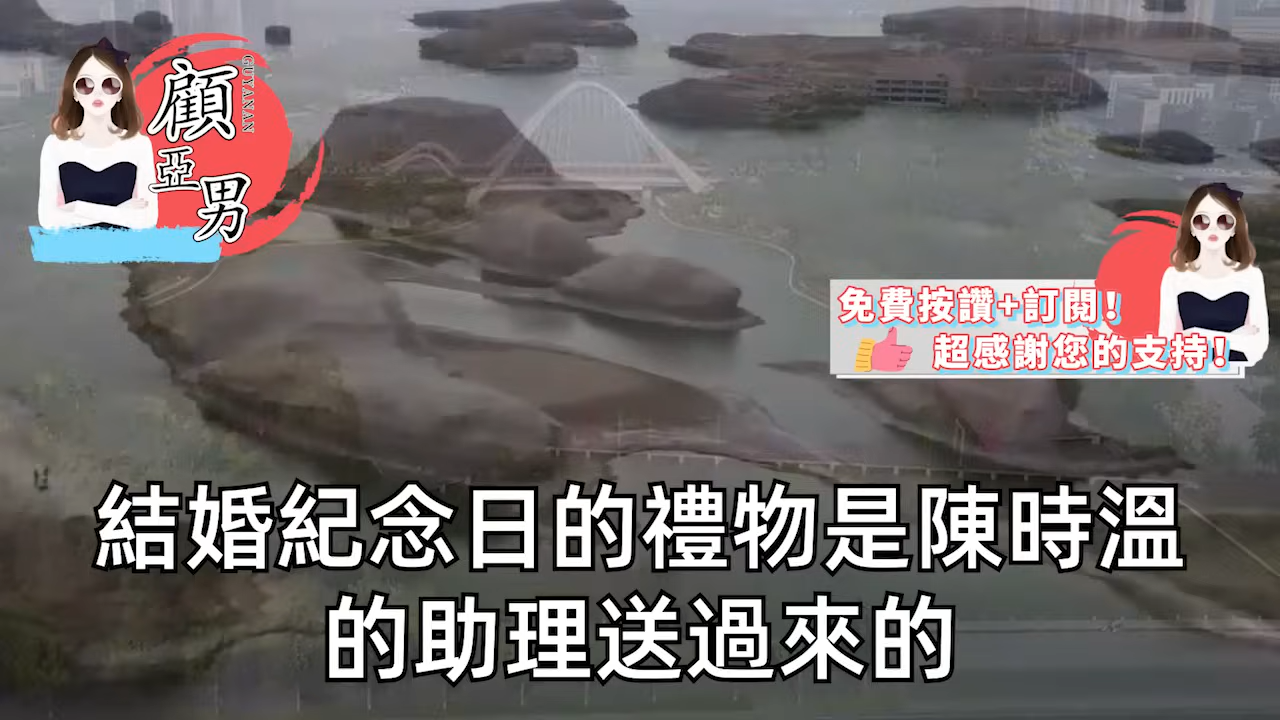 顧亞男
GUYANAN
免費按讚+訂閱!
超感謝您的支持!
結婚紀念日的禮物是陳時溫
的助理送過來的